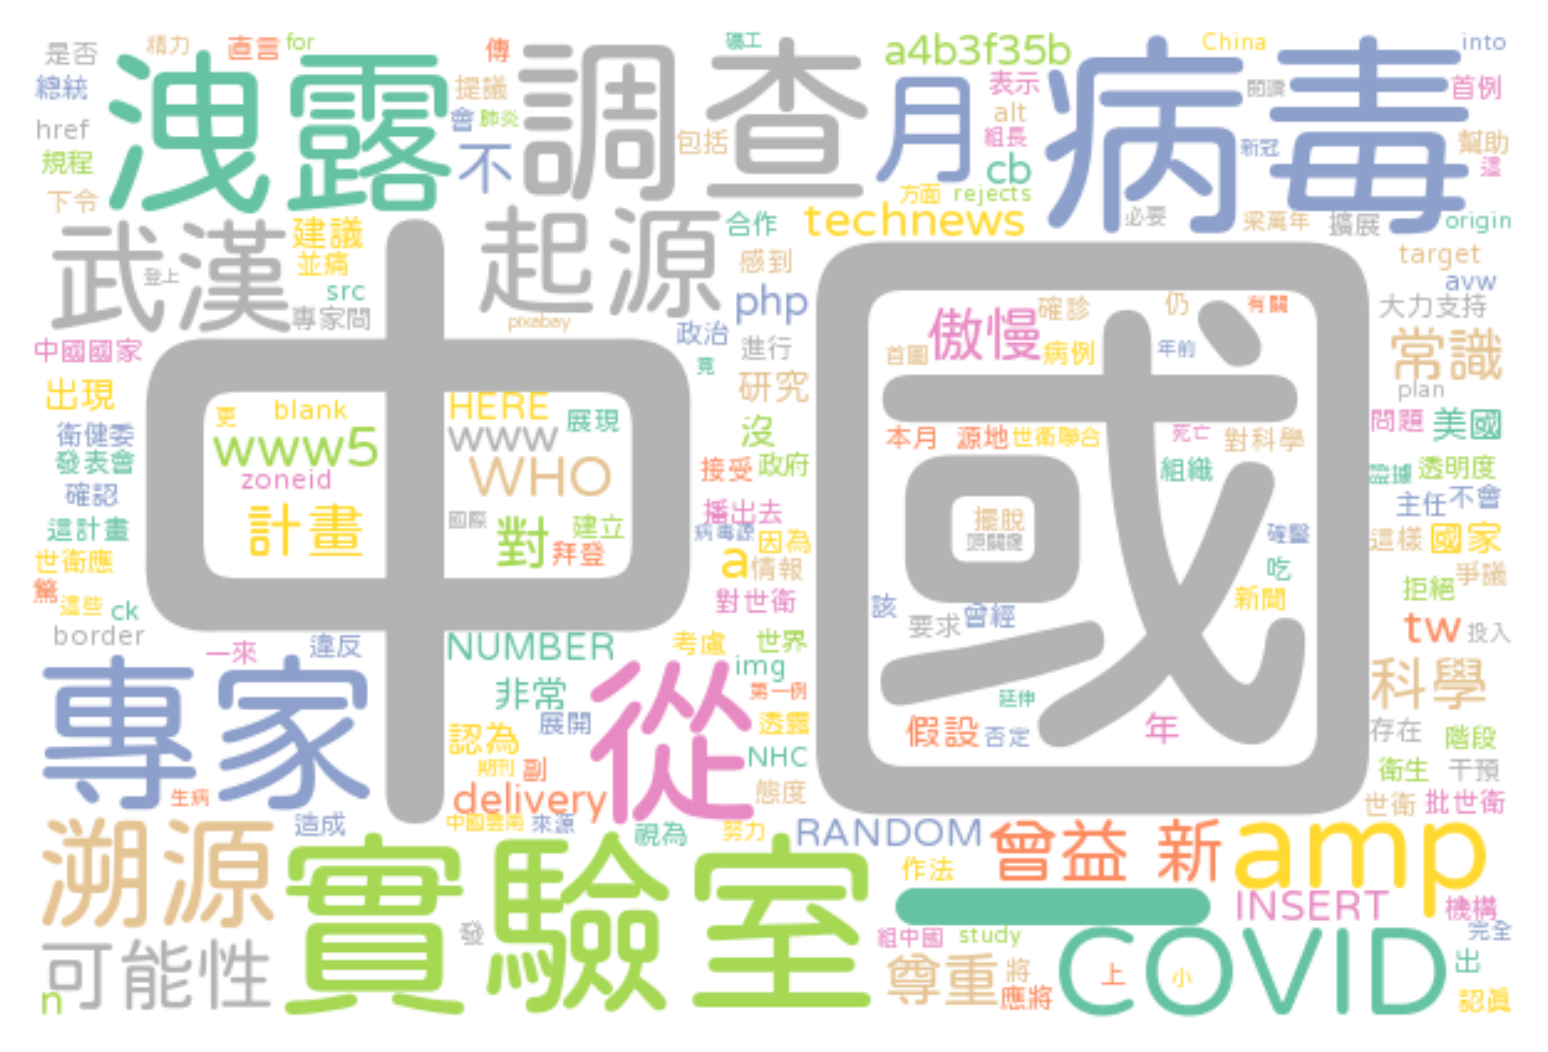 是否 精力 直言 for 傳 礦工 a4b3f35b China into
總統 洩露 提議 調查 月 表示 病毒 閱讀 首例
href 會 肺炎 alt
規程 不 包括 組長 cb 新冠 幫助 這
下令 方面 rejects
武漢 建議 起源 合作 technews 必要 梁萬年 擴展 origin
登上 並痛 感到 target
src php avw
專家問 pixabay 中國 確診 仍 有關 大力支持
中國國家 政治 進行 首圖 傲慢 病例 年前 常識
竟 研究 plan
出現 更 blank HERE 展現 問題 美國
衛健委 www5 www 沒 本月 源地 世衛聯合 死亡 對科學
發表會 zoneid WHO 接受 政府 組織 證據 透明度
確認 主任 不會
這計畫 計畫 國際 對 建立 播出去 擺脫 確醫 這樣 國家
世衛應 拜登 病毒源 因為 吃 爭議
驚 這些 ck a 情報 該 新聞 拒絕
border 對世衛 要求 曾經 tw 投入
一來 違反 NUMBER 考慮 世界
專家 非常 從 img 第一例 延伸 科學
展開 透露 假設 否定 年 存在 階段
認為 NHC
生病 期刊 副 delivery 態度 衛生 干預
世衛 批世衛
溯源 造成 中國雲南 來源 視為 努力 RANDOM 曾益 新 amp
實驗室 作法
一 INSERT 機構
可能性 發 組中國 study COVID 完全
尊重 將 上 小 出
n 應將 認真